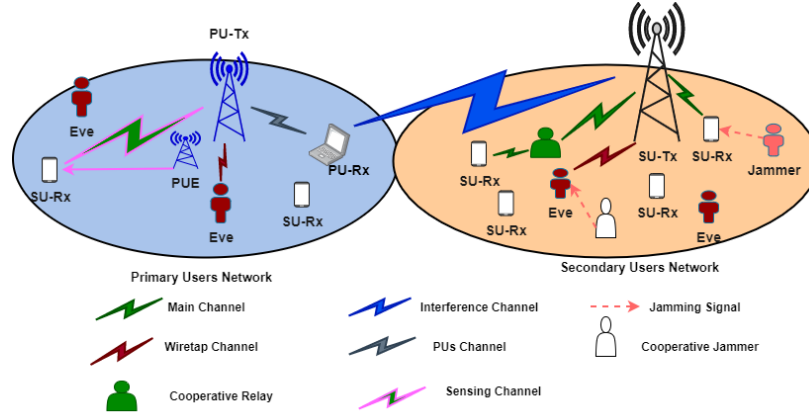 PU-Tx
Eve
PUE
PU-Rx
SU-Rx
SU-Rx
Eve
SU-Tx
SU-Rx
Jammer
SU-Rx
Eve
SU-Rx
SU-Rx
Eve
Primary Users Network
Secondary Users Network
Main Channel
Interference Channel
Jamming Signal
Wiretap Channel
PUs Channel
Cooperative Jammer
Cooperative Relay
Sensing Channel